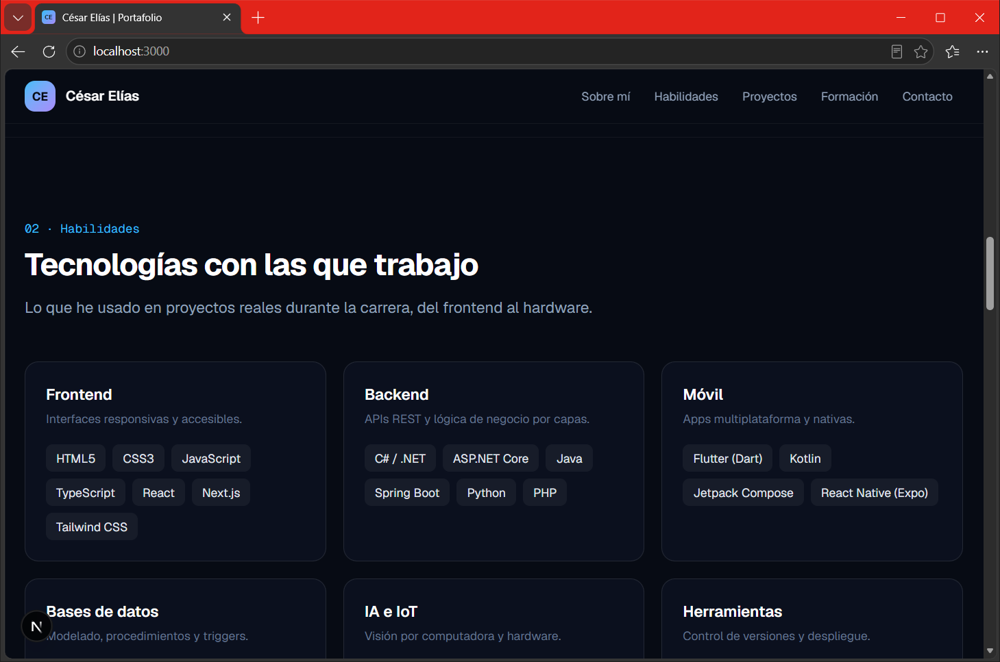 CE César Elías | Portafolio
localhost:3000
CE César Elías
Sobre mí Habilidades Proyectos Formación Contacto
02 · Habilidades
Tecnologías con las que trabajo
Lo que he usado en proyectos reales durante la carrera, del frontend al hardware.
Frontend
Interfaces responsivas y accesibles.
HTML5 CSS3 JavaScript
TypeScript React Next.js
Tailwind CSS
Backend
APIs REST y lógica de negocio por capas.
C# / .NET ASP.NET Core Java
Spring Boot Python PHP
Móvil
Apps multiplataforma y nativas.
Flutter (Dart) Kotlin
Jetpack Compose React Native (Expo)
Bases de datos
Modelado, procedimientos y triggers.
N
IA e IoT
Visión por computadora y hardware.
Herramientas
Control de versiones y despliegue.